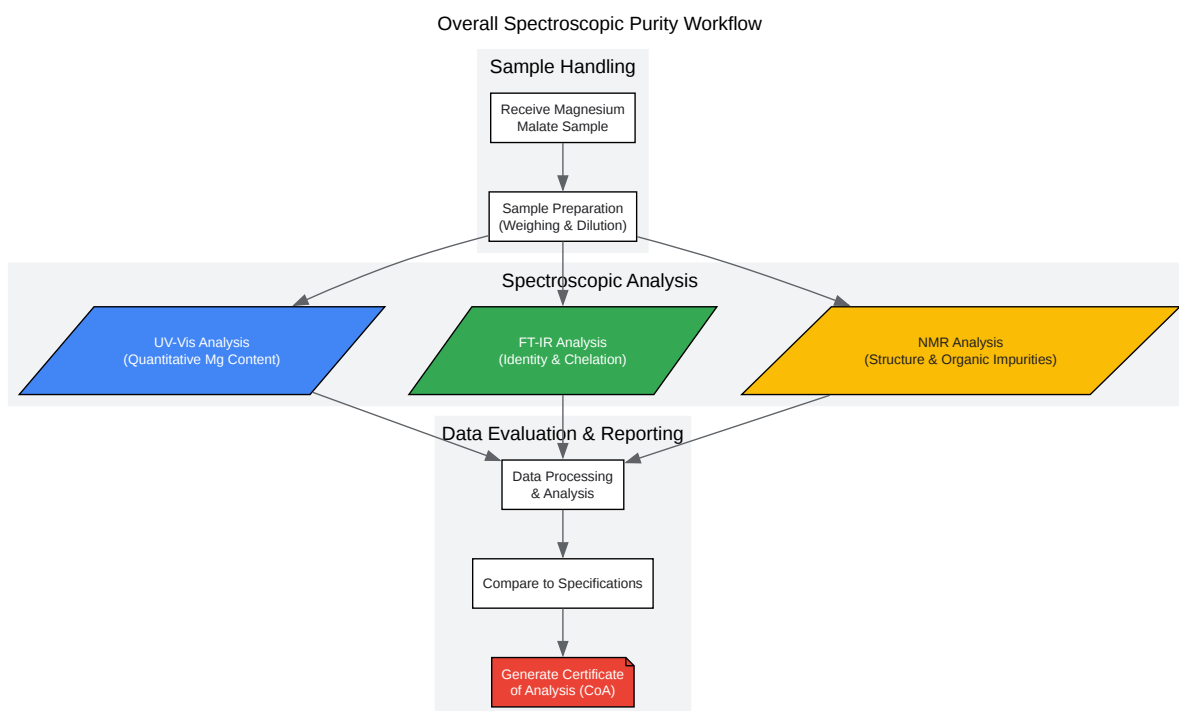 Overall Spectroscopic Purity Workflow
Sample Handling
Receive Magnesium
Malate Sample
Sample Preparation
(Weighing & Dilution)
Spectroscopic Analysis
UV-Vis Analysis
(Quantitative Mg Content)
FT-IR Analysis
(Identity & Chelation)
NMR Analysis
(Structure & Organic Impurities)
Data Evaluation & Reporting
Data Processing
& Analysis
Compare to Specifications
Generate Certificate
of Analysis (CoA)